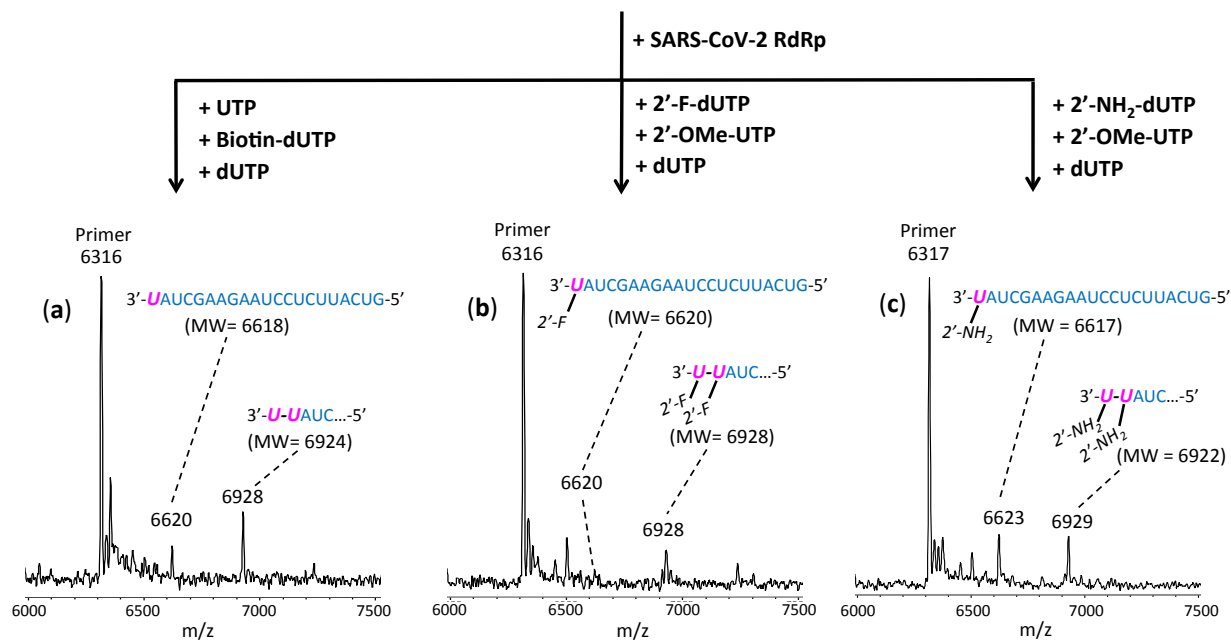 + SARS-CoV-2 RdRp
+ UTP
+ Biotin-dUTP
+ dUTP
+ 2’-F-dUTP
+ 2’-OMe-UTP
+ dUTP
+ 2’-NH₂-dUTP
+ 2’-OMe-UTP
+ dUTP
Primer
6316
(a)
3’-UAUCGAAGAAUCCUCUUACUG-5’
(MW= 6618)
3’-U-UAUC...-5’
(MW= 6924)
6620
6928
6000 6500 7000 7500
m/z
Primer
6316
(b)
3’-UAUCGAAGAAUCCUCUUACUG-5’
2’-F
(MW= 6620)
3’-U-UAUC...-5’
2’-F
2’-F
(MW= 6928)
6620
6928
6000 6500 7000 7500
m/z
Primer
6317
(c)
3’-UAUCGAAGAAUCCUCUUACUG-5’
2’-NH₂
(MW= 6617)
3’-U-UAUC...-5’
2’-NH₂
2’-NH₂
(MW = 6922)
6623
6929
6000 6500 7000 7500
m/z